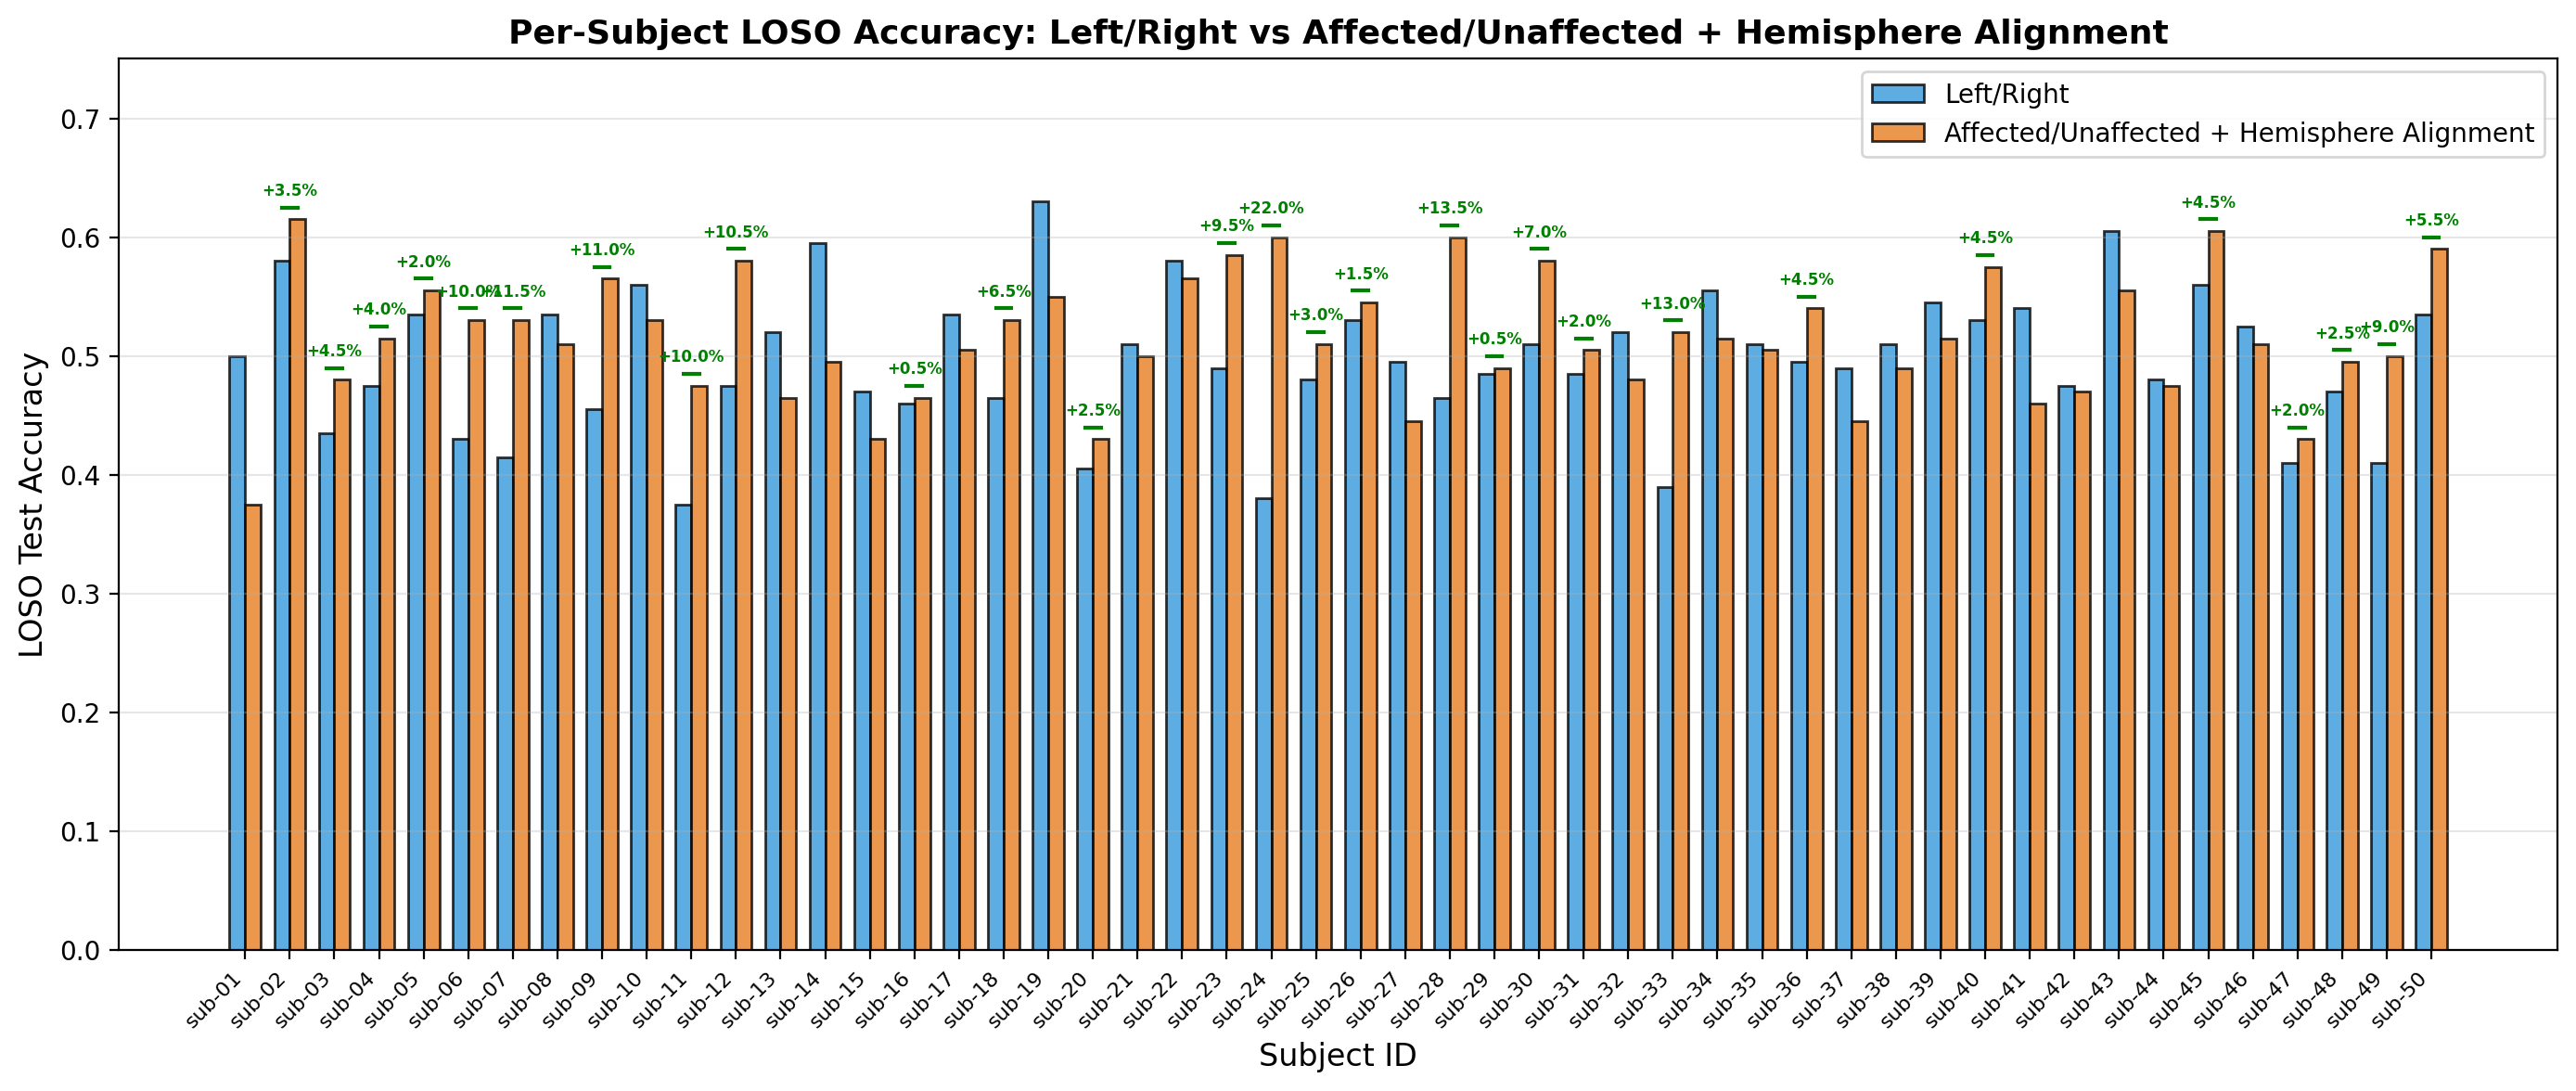 Per-Subject LOSO Accuracy: Left/Right vs Affected/Unaffected + Hemisphere Alignment
Left/Right
Affected/Unaffected + Hemisphere Alignment
LOSO Test Accuracy
0.7
0.6
0.5
0.4
0.3
0.2
0.1
0.0
+3.5%
+4.5%
+4.0%
+2.0%
+10.0%
+11.5%
+11.0%
+10.0%
+10.5%
+0.5%
+6.5%
+2.5%
+9.5%
+22.0%
+3.0%
+1.5%
+13.5%
+0.5%
+7.0%
+2.0%
+13.0%
+4.5%
+4.5%
+4.5%
+2.0%
+2.5%
+9.0%
+5.5%
sub-01
sub-02
sub-03
sub-04
sub-05
sub-06
sub-07
sub-08
sub-09
sub-10
sub-11
sub-12
sub-13
sub-14
sub-15
sub-16
sub-17
sub-18
sub-19
sub-20
sub-21
sub-22
sub-23
sub-24
sub-25
sub-26
sub-27
sub-28
sub-29
sub-30
sub-31
sub-32
sub-33
sub-34
sub-35
sub-36
sub-37
sub-38
sub-39
sub-40
sub-41
sub-42
sub-43
sub-44
sub-45
sub-46
sub-47
sub-48
sub-49
sub-50
Subject ID